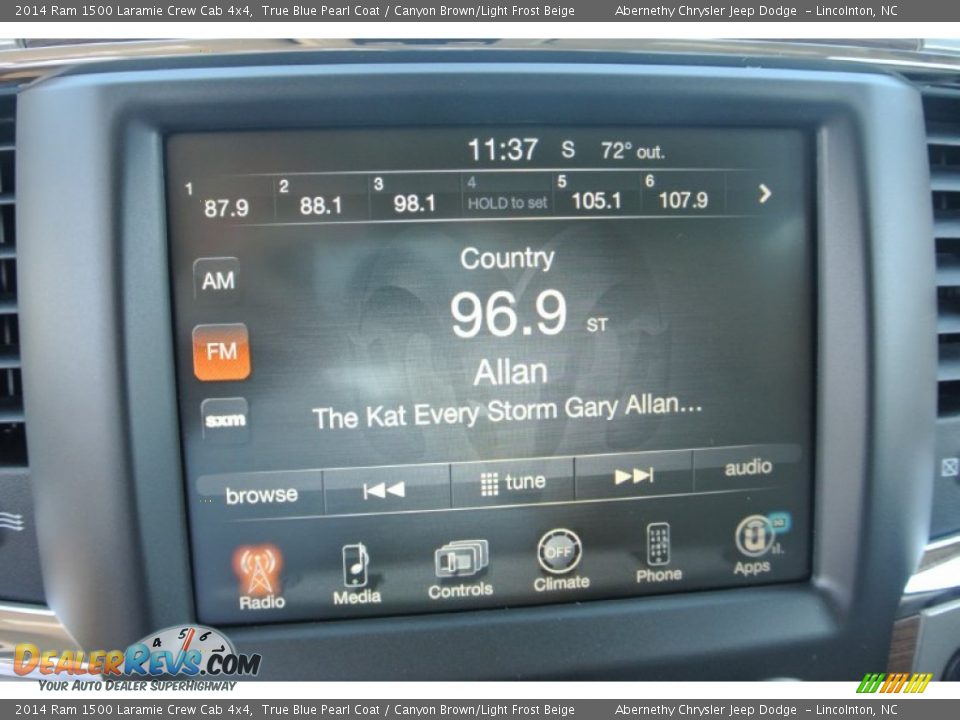 2014 Ram 1500 Laramie Crew Cab 4x4, True Blue Pearl Coat / Canyon Brown/Light Frost Beige Abernethy Chrysler Jeep Dodge - Lincolnton, NC
11:37 S 72° out.
1 87.9 2 88.1 3 98.1 4 HOLD to set 5 105.1 6 107.9
Country
AM
96.9 ST
FM
Allan
sxm
The Kat Every Storm Gary Allan...
browse tune audio
OFF
Radio Media Controls Climate Phone Apps
4 5 6
DealerRevs.com
Your Auto Dealer SuperHighway
2014 Ram 1500 Laramie Crew Cab 4x4, True Blue Pearl Coat / Canyon Brown/Light Frost Beige Abernethy Chrysler Jeep Dodge - Lincolnton, NC